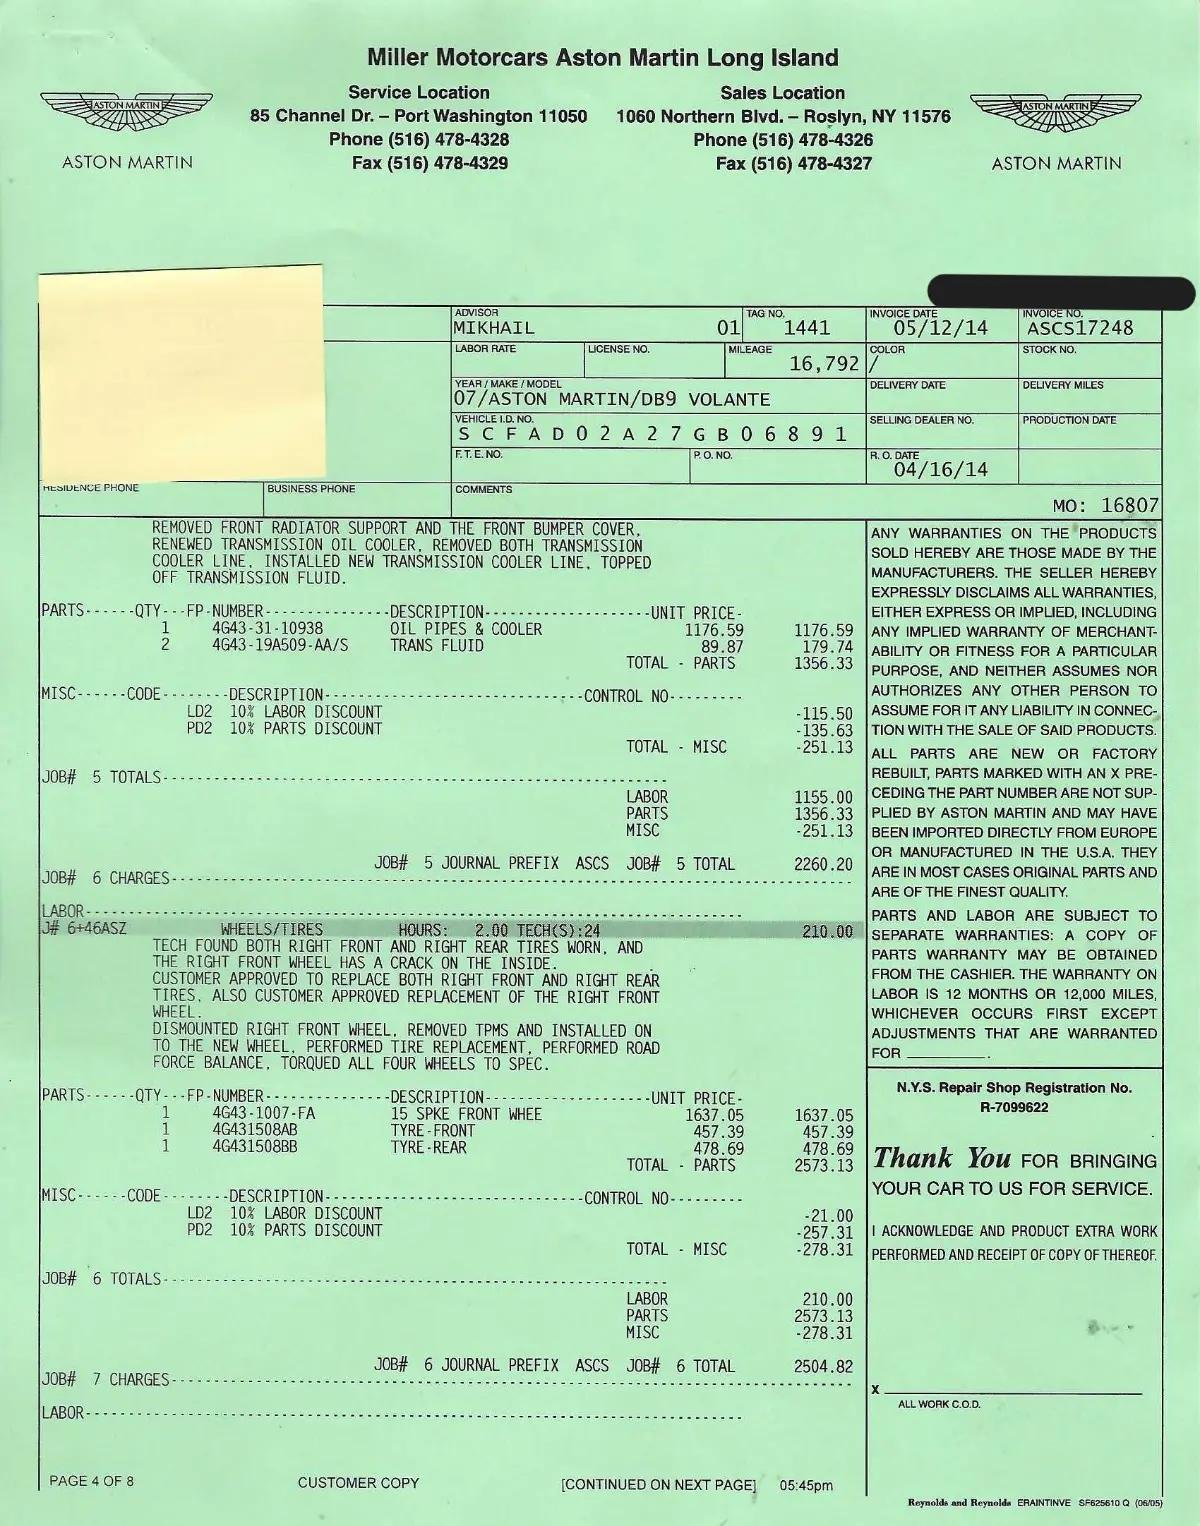 Miller Motorcars Aston Martin Long Island
Service Location
85 Channel Dr. – Port Washington 11050
Phone (516) 478-4328
Fax (516) 478-4329
Sales Location
1060 Northern Blvd. – Roslyn, NY 11576
Phone (516) 478-4326
Fax (516) 478-4327
ASTON MARTIN
ASTON MARTIN
ASTON MARTIN
ASTON MARTIN
ADVISOR
MIKHAIL 01
TAG NO.
1441
INVOICE DATE
05/12/14
INVOICE NO.
ASCS17248
LABOR RATE
LICENSE NO.
MILEAGE
16,792
COLOR
/
STOCK NO.
YEAR / MAKE / MODEL
07/ASTON MARTIN/DB9 VOLANTE
DELIVERY DATE
DELIVERY MILES
VEHICLE I.D. NO.
S C F A D 0 2 A 2 7 G B 0 6 8 9 1
SELLING DEALER NO.
PRODUCTION DATE
F. T. E. NO.
P. O. NO.
R. O. DATE
04/16/14
RESIDENCE PHONE
BUSINESS PHONE
COMMENTS
MO: 16807
REMOVED FRONT RADIATOR SUPPORT AND THE FRONT BUMPER COVER,
RENEWED TRANSMISSION OIL COOLER, REMOVED BOTH TRANSMISSION
COOLER LINE, INSTALLED NEW TRANSMISSION COOLER LINE, TOPPED
OFF TRANSMISSION FLUID.
PARTS------QTY---FP-NUMBER---------------DESCRIPTION--------------------UNIT PRICE-
1 4G43-31-10938 OIL PIPES & COOLER 1176.59 1176.59
2 4G43-19A509-AA/S TRANS FLUID 89.87 179.74
TOTAL - PARTS 1356.33
MISC------CODE--------DESCRIPTION-------------------------------CONTROL NO---------
LD2 10% LABOR DISCOUNT -115.50
PD2 10% PARTS DISCOUNT -135.63
TOTAL - MISC -251.13
JOB# 5 TOTALS------------------------------------------------------------
LABOR 1155.00
PARTS 1356.33
MISC -251.13
JOB# 5 JOURNAL PREFIX ASCS JOB# 5 TOTAL 2260.20
JOB# 6 CHARGES--------------------------------------------------------------------------------
LABOR------------------------------------------------------------------------------
J# 6+46ASZ WHEELS/TIRES HOURS: 2.00 TECH(S):24 210.00
TECH FOUND BOTH RIGHT FRONT AND RIGHT REAR TIRES WORN, AND
THE RIGHT FRONT WHEEL HAS A CRACK ON THE INSIDE.
CUSTOMER APPROVED TO REPLACE BOTH RIGHT FRONT AND RIGHT REAR
TIRES, ALSO CUSTOMER APPROVED REPLACEMENT OF THE RIGHT FRONT
WHEEL.
DISMOUNTED RIGHT FRONT WHEEL, REMOVED TPMS AND INSTALLED ON
TO THE NEW WHEEL, PERFORMED TIRE REPLACEMENT, PERFORMED ROAD
FORCE BALANCE, TORQUED ALL FOUR WHEELS TO SPEC.
PARTS------QTY---FP-NUMBER---------------DESCRIPTION--------------------UNIT PRICE-
1 4G43-1007-FA 15 SPKE FRONT WHEE 1637.05 1637.05
1 4G431508AB TYRE-FRONT 457.39 457.39
1 4G431508BB TYRE-REAR 478.69 478.69
TOTAL - PARTS 2573.13
MISC------CODE--------DESCRIPTION-------------------------------CONTROL NO---------
LD2 10% LABOR DISCOUNT -21.00
PD2 10% PARTS DISCOUNT -257.31
TOTAL - MISC -278.31
JOB# 6 TOTALS------------------------------------------------------------
LABOR 210.00
PARTS 2573.13
MISC -278.31
JOB# 6 JOURNAL PREFIX ASCS JOB# 6 TOTAL 2504.82
JOB# 7 CHARGES--------------------------------------------------------------------------------
LABOR------------------------------------------------------------------------------
ANY WARRANTIES ON THE PRODUCTS
SOLD HEREBY ARE THOSE MADE BY THE
MANUFACTURERS. THE SELLER HEREBY
EXPRESSLY DISCLAIMS ALL WARRANTIES,
EITHER EXPRESS OR IMPLIED, INCLUDING
ANY IMPLIED WARRANTY OF MERCHANT-
ABILITY OR FITNESS FOR A PARTICULAR
PURPOSE, AND NEITHER ASSUMES NOR
AUTHORIZES ANY OTHER PERSON TO
ASSUME FOR IT ANY LIABILITY IN CONNEC-
TION WITH THE SALE OF SAID PRODUCTS.
ALL PARTS ARE NEW OR FACTORY
REBUILT, PARTS MARKED WITH AN X PRE-
CEDING THE PART NUMBER ARE NOT SUP-
PLIED BY ASTON MARTIN AND MAY HAVE
BEEN IMPORTED DIRECTLY FROM EUROPE
OR MANUFACTURED IN THE U.S.A. THEY
ARE IN MOST CASES ORIGINAL PARTS AND
ARE OF THE FINEST QUALITY.
PARTS AND LABOR ARE SUBJECT TO
SEPARATE WARRANTIES: A COPY OF
PARTS WARRANTY MAY BE OBTAINED
FROM THE CASHIER. THE WARRANTY ON
LABOR IS 12 MONTHS OR 12,000 MILES,
WHICHEVER OCCURS FIRST EXCEPT
ADJUSTMENTS THAT ARE WARRANTED
FOR ________.
N.Y.S. Repair Shop Registration No.
R-7099622
Thank You FOR BRINGING
YOUR CAR TO US FOR SERVICE.
I ACKNOWLEDGE AND PRODUCT EXTRA WORK
PERFORMED AND RECEIPT OF COPY OF THEREOF.
X
ALL WORK C.O.D.
PAGE 4 OF 8 CUSTOMER COPY [CONTINUED ON NEXT PAGE] 05:45pm
Reynolds and Reynolds ERAINTINVE SF625610 Q (06/05)